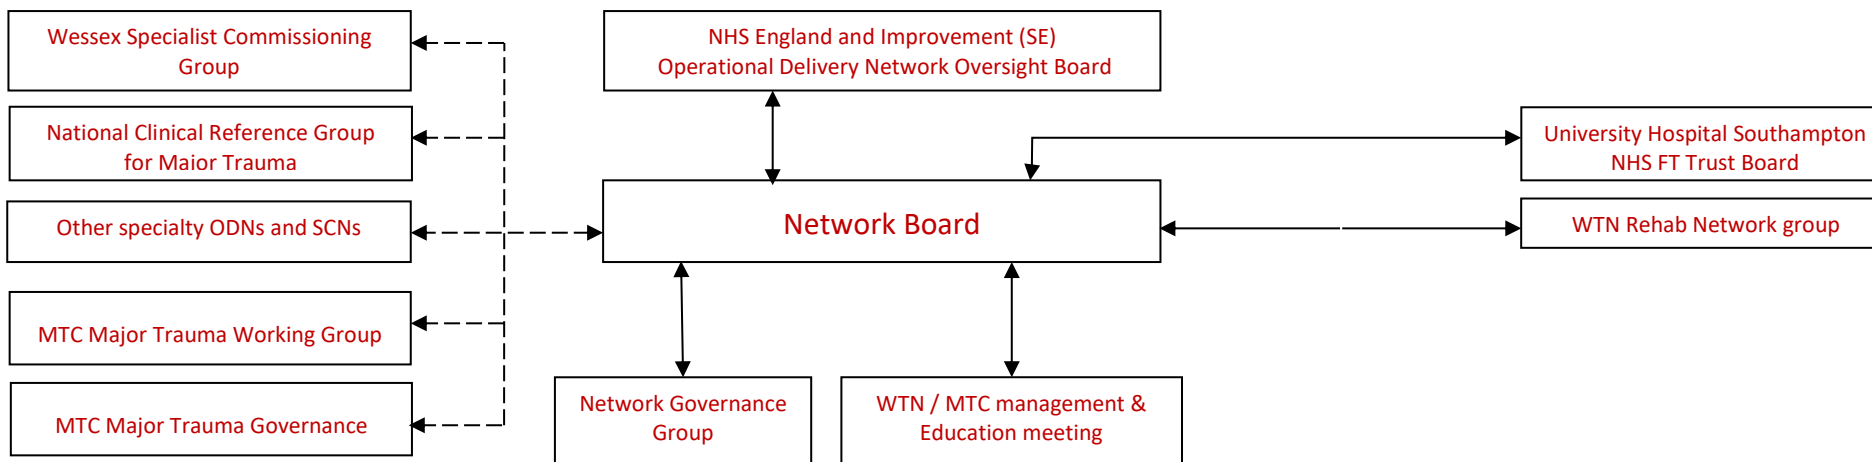 Wessex Specialist Commissioning
Group
NHS England and Improvement (SE)
Operational Delivery Network Oversight Board
National Clinical Reference Group
for Major Trauma
University Hospital Southampton
NHS FT Trust Board
Other specialty ODNs and SCNs
Network Board
WTN Rehab Network group
MTC Major Trauma Working Group
MTC Major Trauma Governance
Network Governance
Group
WTN / MTC management &
Education meeting